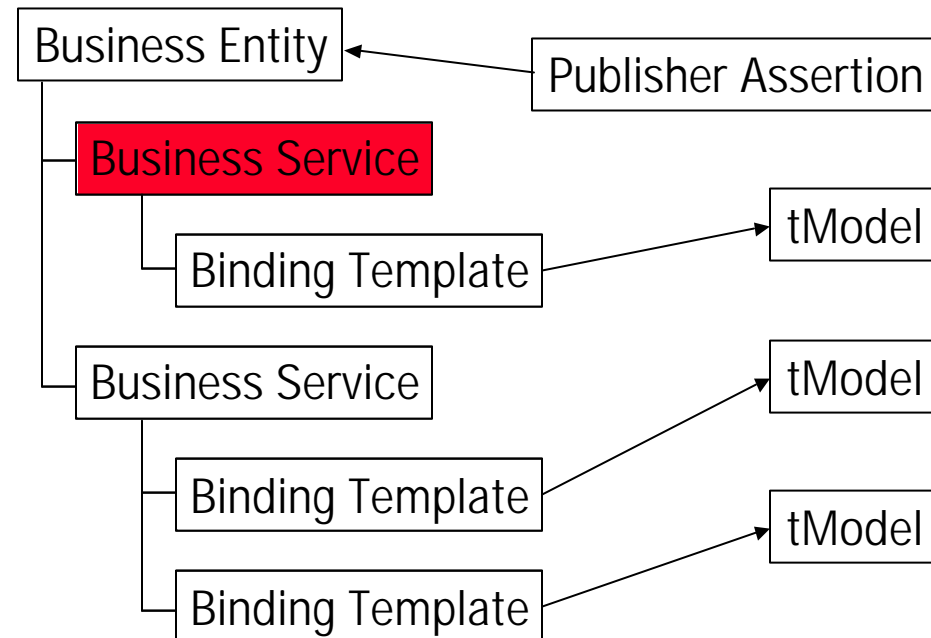 Business Entity
Publisher Assertion
Business Service
tModel
Binding Template
Business Service
tModel
Binding Template
tModel
Binding Template